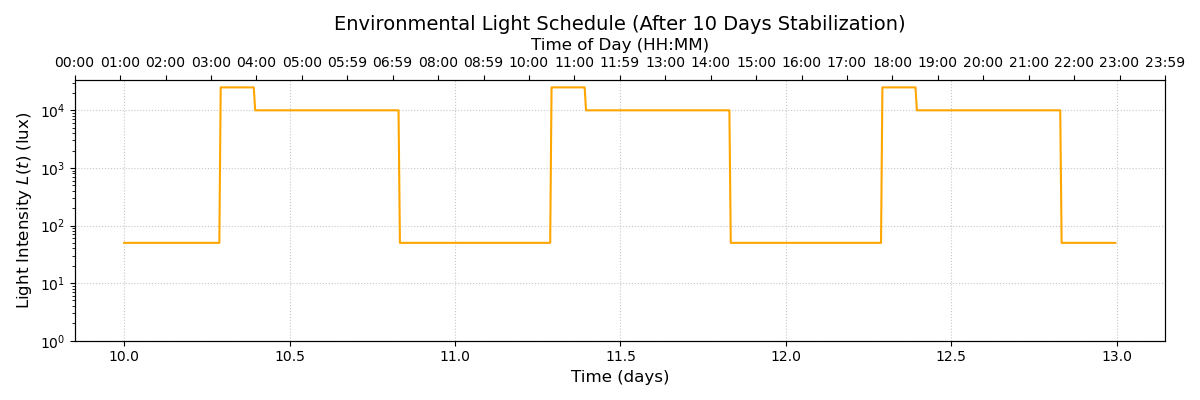 Environmental Light Schedule (After 10 Days Stabilization)
Time of Day (HH:MM)
00:00 01:00 02:00 03:00 04:00 05:00 05:59 06:59 08:00 08:59 10:00 11:00 11:59 13:00 14:00 15:00 16:00 17:00 18:00 19:00 20:00 21:00 22:00 23:00 23:59
Light Intensity L(t) (lux)
10⁴
10³
10²
10¹
10⁰
10.0 10.5 11.0 11.5 12.0 12.5 13.0
Time (days)